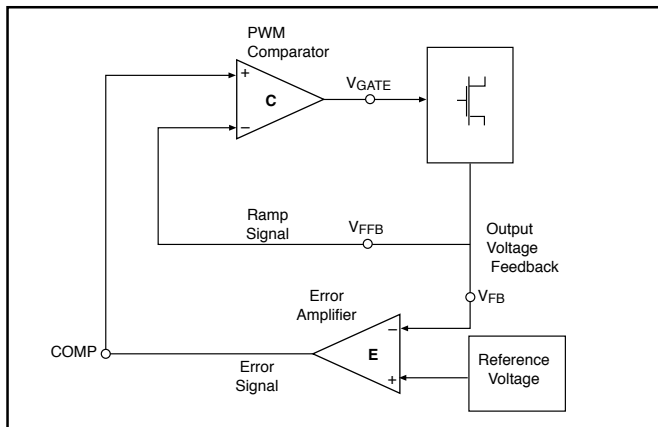 PWM
Comparator
+
C
−
VGATE
Ramp
Signal
VFFB
Output
Voltage
Feedback
VFB
Error
Amplifier
−
E
+
COMP
Error
Signal
Reference
Voltage